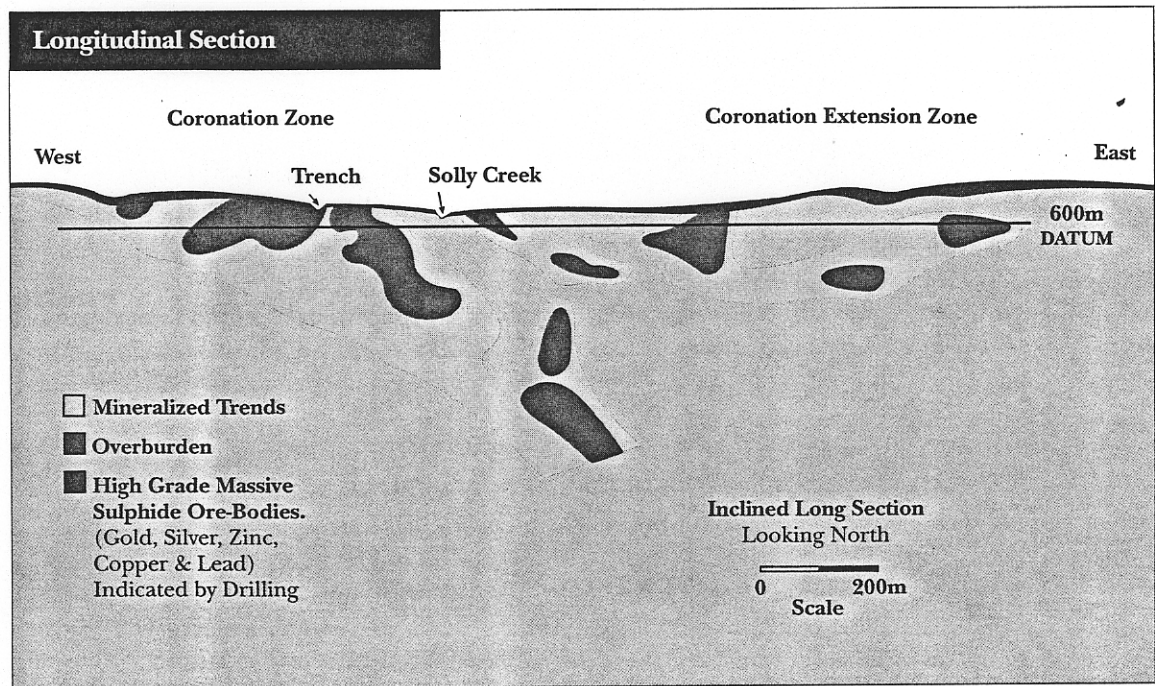 Longitudinal Section
Coronation Zone
Coronation Extension Zone
West
East
Trench
Solly Creek
600m
DATUM
Mineralized Trends
Overburden
High Grade Massive
Sulphide Ore-Bodies.
(Gold, Silver, Zinc,
Copper & Lead)
Indicated by Drilling
Inclined Long Section
Looking North
0 200m
Scale